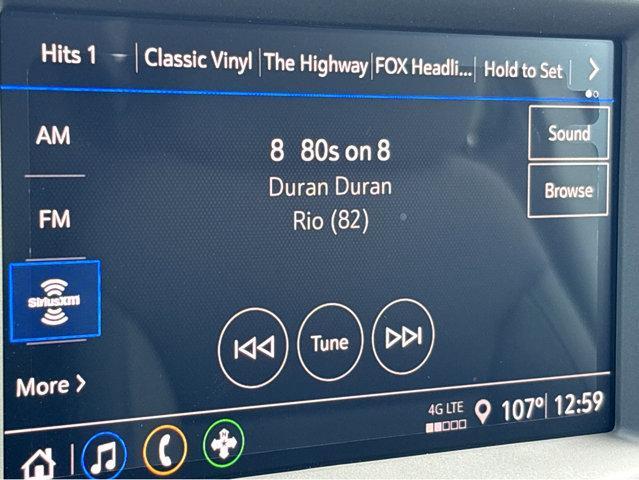 Hits 1 Classic Vinyl The Highway FOX Headli... Hold to Set
AM
FM
SiriusXM
More
8 80s on 8
Duran Duran
Rio (82)
Tune
Sound
Browse
4G LTE 107° 12:59